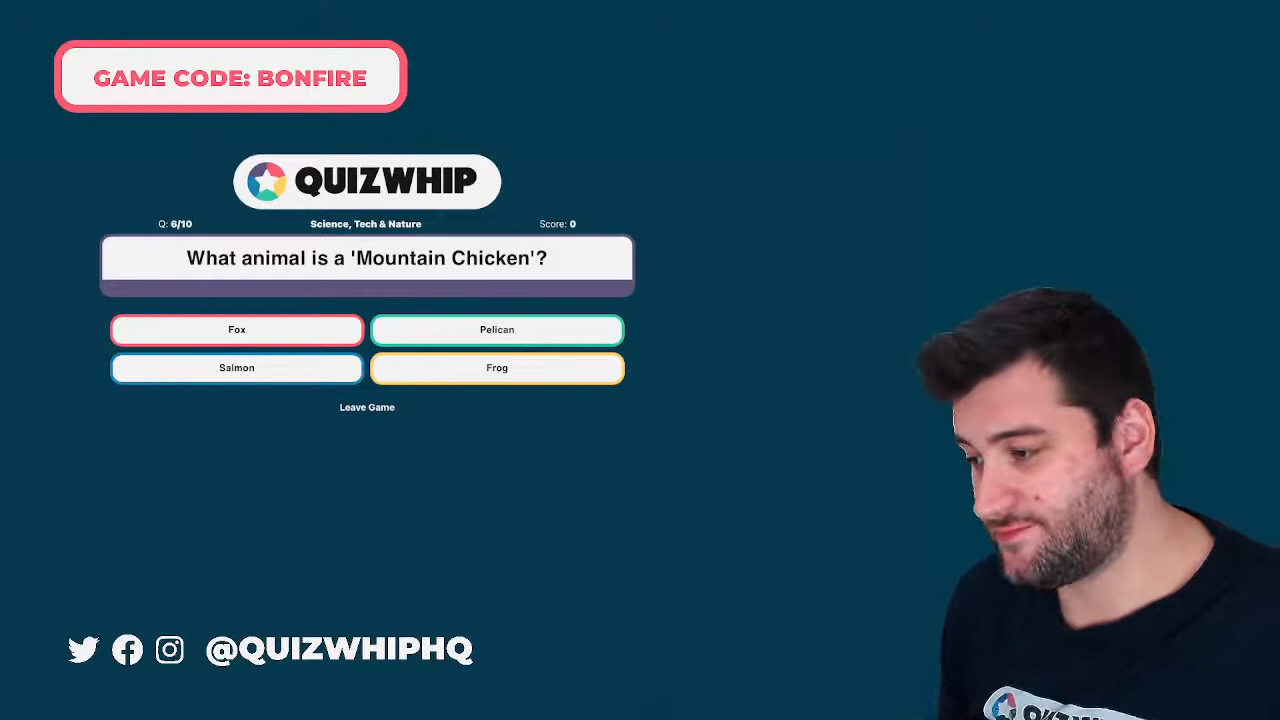 GAME CODE: BONFIRE
QUIZWHIP
Q: 6/10 Science, Tech & Nature Score: 0
What animal is a 'Mountain Chicken'?
Fox Pelican
Salmon Frog
Leave Game
@QUIZWHIPHQ